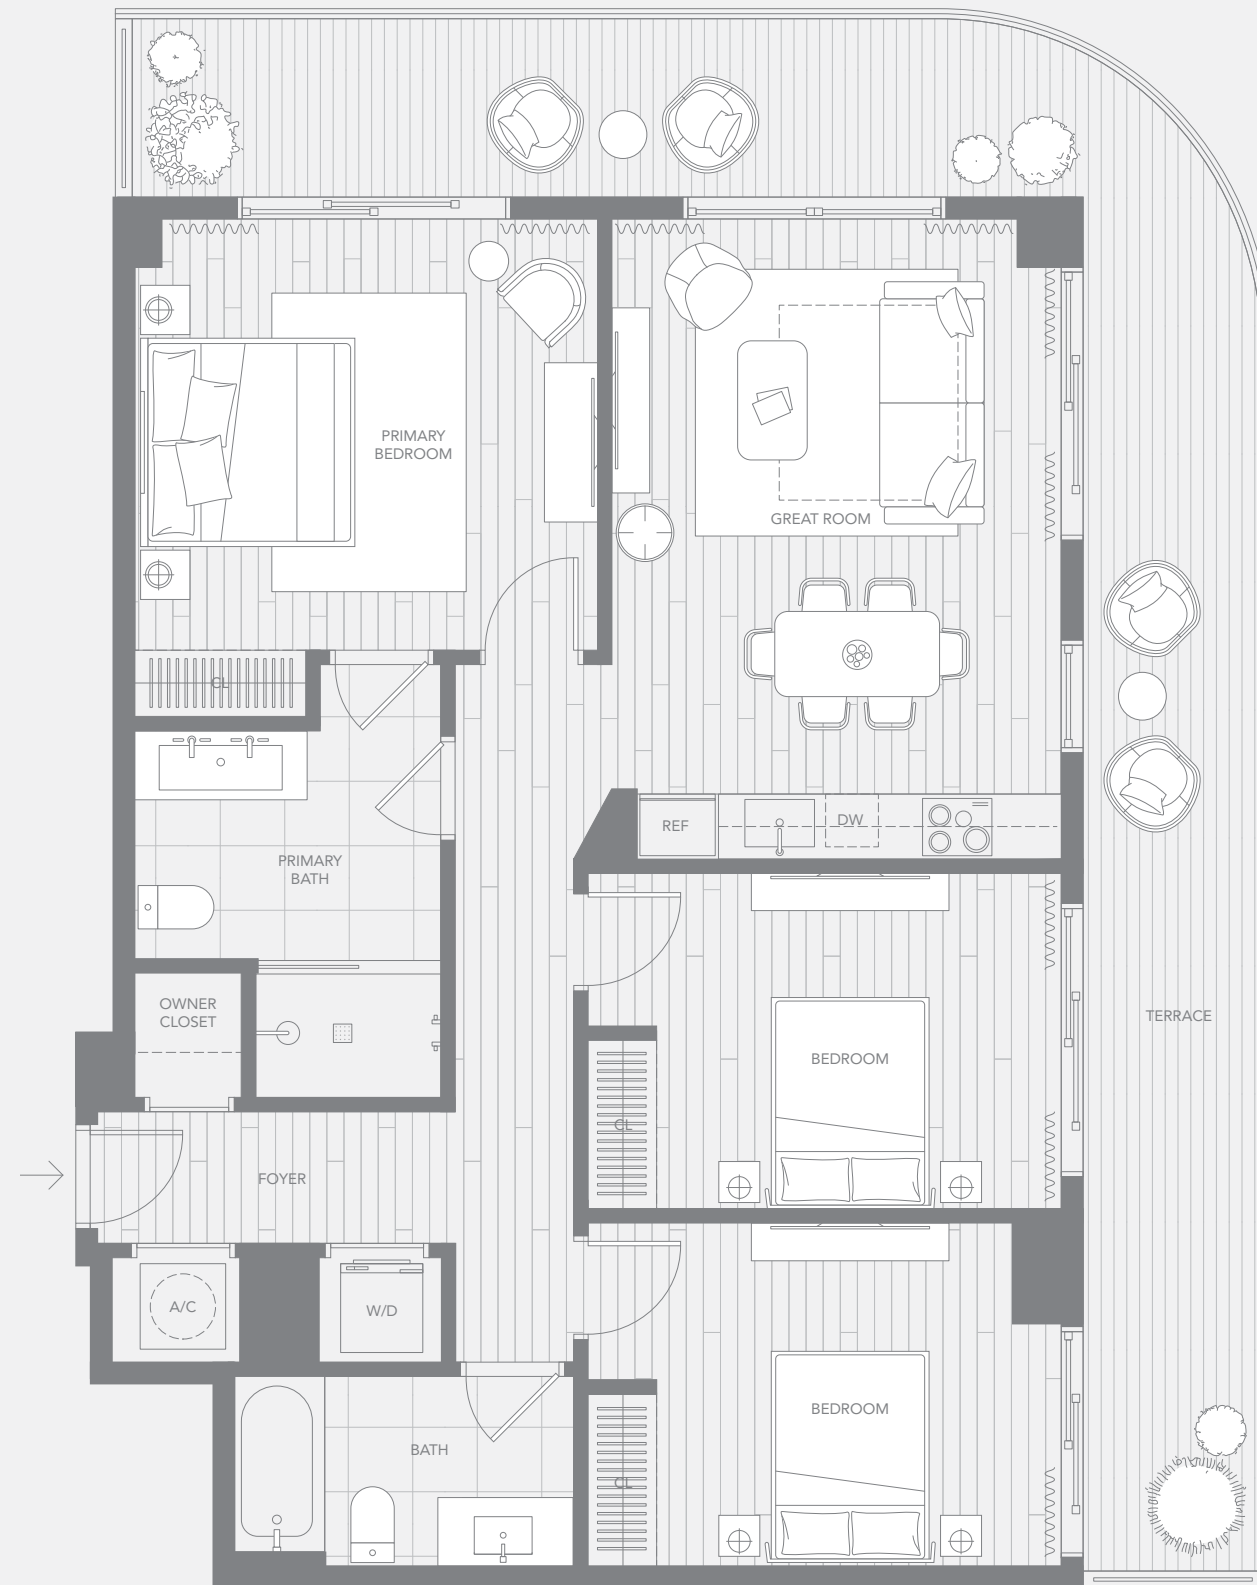 PRIMARY
BEDROOM
GREAT ROOM
CL
REF
DW
PRIMARY
BATH
OWNER
CLOSET
TERRACE
BEDROOM
CL
FOYER
A/C
W/D
BEDROOM
BATH
CL